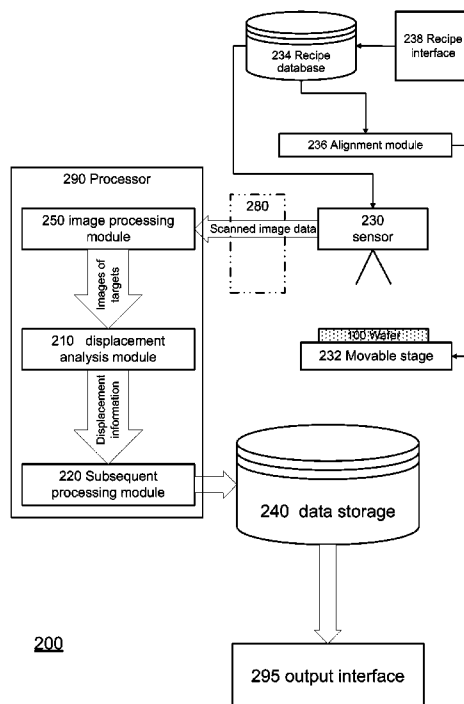 234 Recipe
database
238 Recipe
interface
236 Alignment module
290 Processor
280
250 image processing
module
Scanned image data
230
sensor
Images of
targets
100 Wafer
210 displacement
analysis module
232 Movable stage
Displacement
information
220 Subsequent
processing module
240 data storage
200
295 output interface